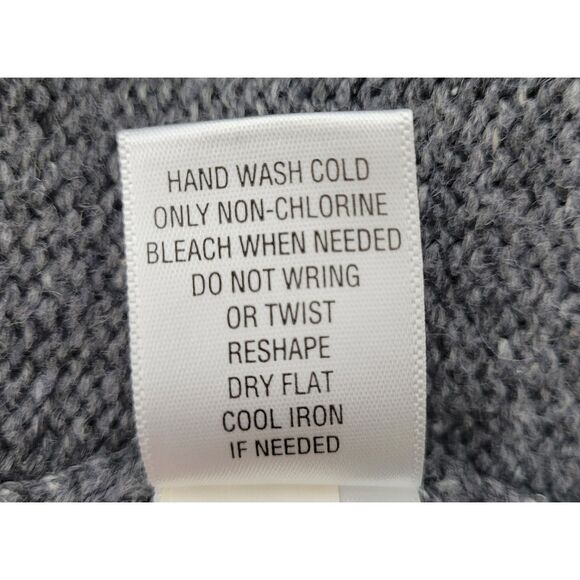 HAND WASH COLD
ONLY NON-CHLORINE
BLEACH WHEN NEEDED
DO NOT WRING
OR TWIST
RESHAPE
DRY FLAT
COOL IRON
IF NEEDED